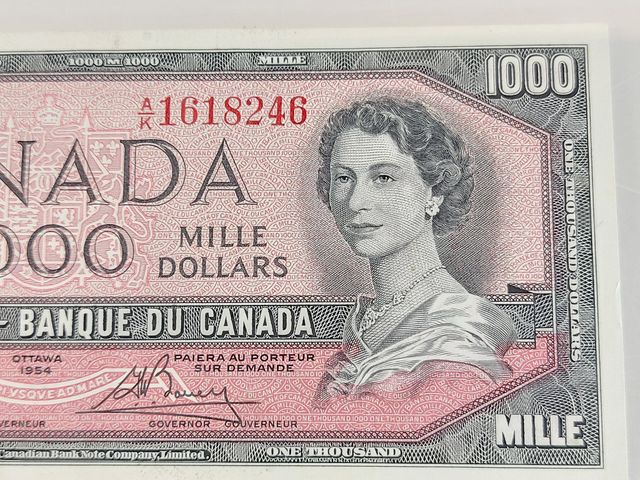 1000 1000 MILLE
1000
A/K 1618246
NADA
000 MILLE
DOLLARS
ONE THOUSAND DOLLARS
BANQUE DU CANADA
OTTAWA
1954
PAIERA AU PORTEUR
SUR DEMANDE
GOVERNOR GOUVERNEUR
MILLE
Canadian Bank Note Company, Limited.
ONE THOUSAND